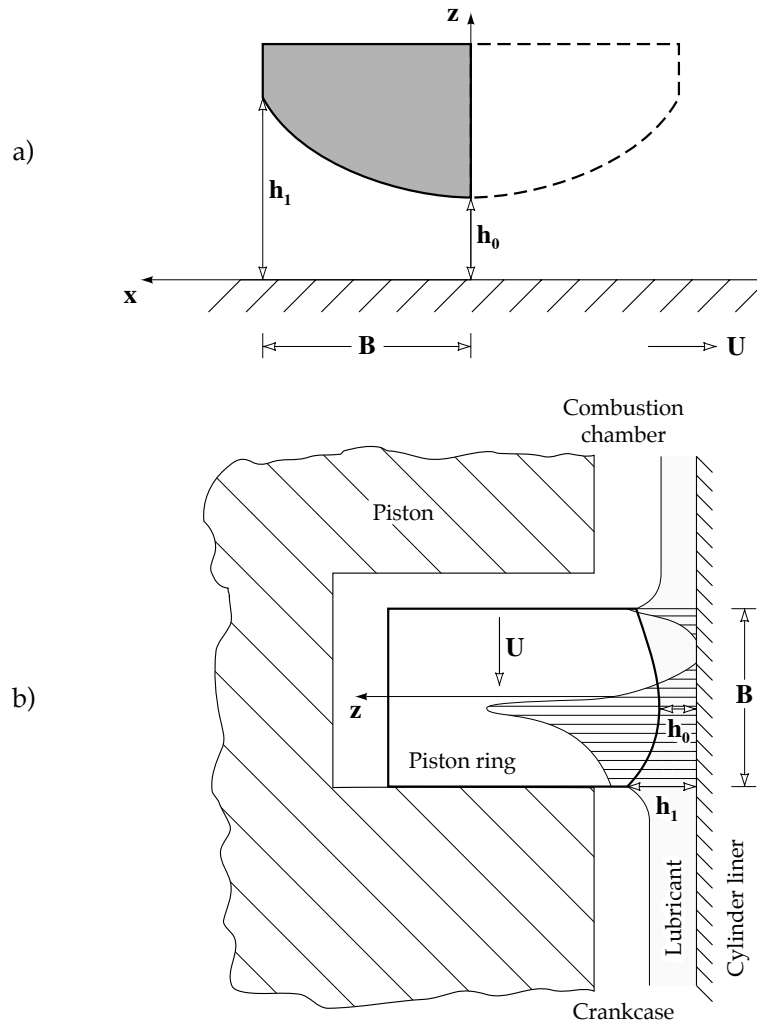 z
a)
h1
h0
x
B
U
Combustion
chamber
Piston
U
B
b)
z
h0
Piston ring
h1
Lubricant
Cylinder liner
Crankcase